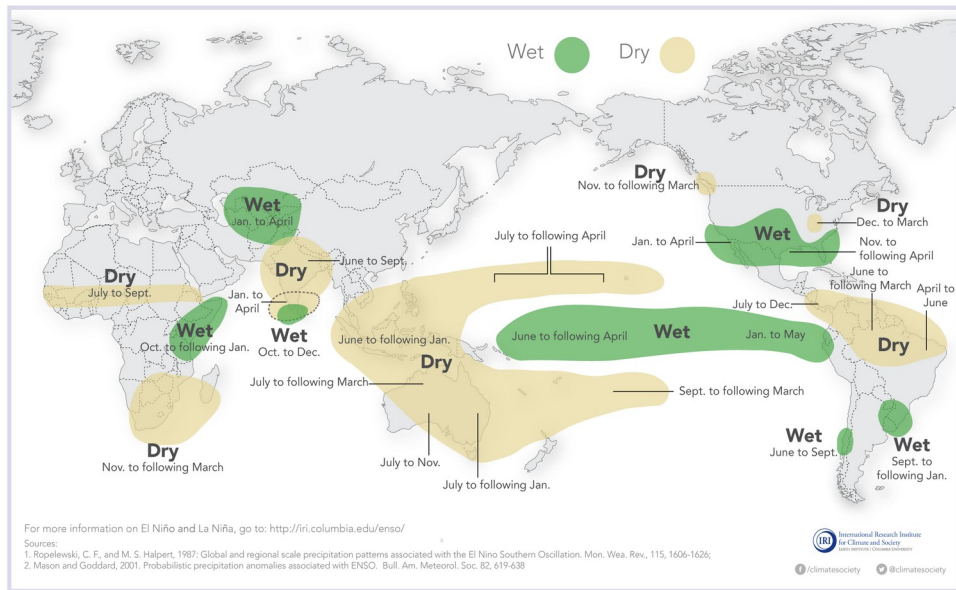 Wet
Dry
Dry
Nov. to following March
Dry
Dec. to March
Wet
Jan. to April
Wet
Jan. to April
Nov. to
following April
July to following April
Dry
June to Sept.
June to
following March
April to
June
Dry
July to Sept.
Jan. to
April
July to Dec.
Wet
Oct. to following Jan.
Wet
Oct. to Dec.
June to following Jan.
Dry
June to following April
Wet
Jan. to May
Dry
July to following March
Sept. to following March
Dry
Nov. to following March
July to Nov.
July to following Jan.
Wet
June to Sept.
Wet
Sept. to
following Jan.
For more information on El Niño and La Niña, go to: http://iri.columbia.edu/enso/
Sources:
1. Ropelewski, C. F., and M. S. Halpert, 1987: Global and regional scale precipitation patterns associated with the El Nino Southern Oscillation. Mon. Wea. Rev., 115, 1606-1626;
2. Mason and Goddard, 2001. Probabilistic precipitation anomalies associated with ENSO. Bull. Am. Meteorol. Soc. 82, 619-638
IRI
International Research Institute
for Climate and Society
EARTH INSTITUTE | COLUMBIA UNIVERSITY
/climatesociety
@climatesociety